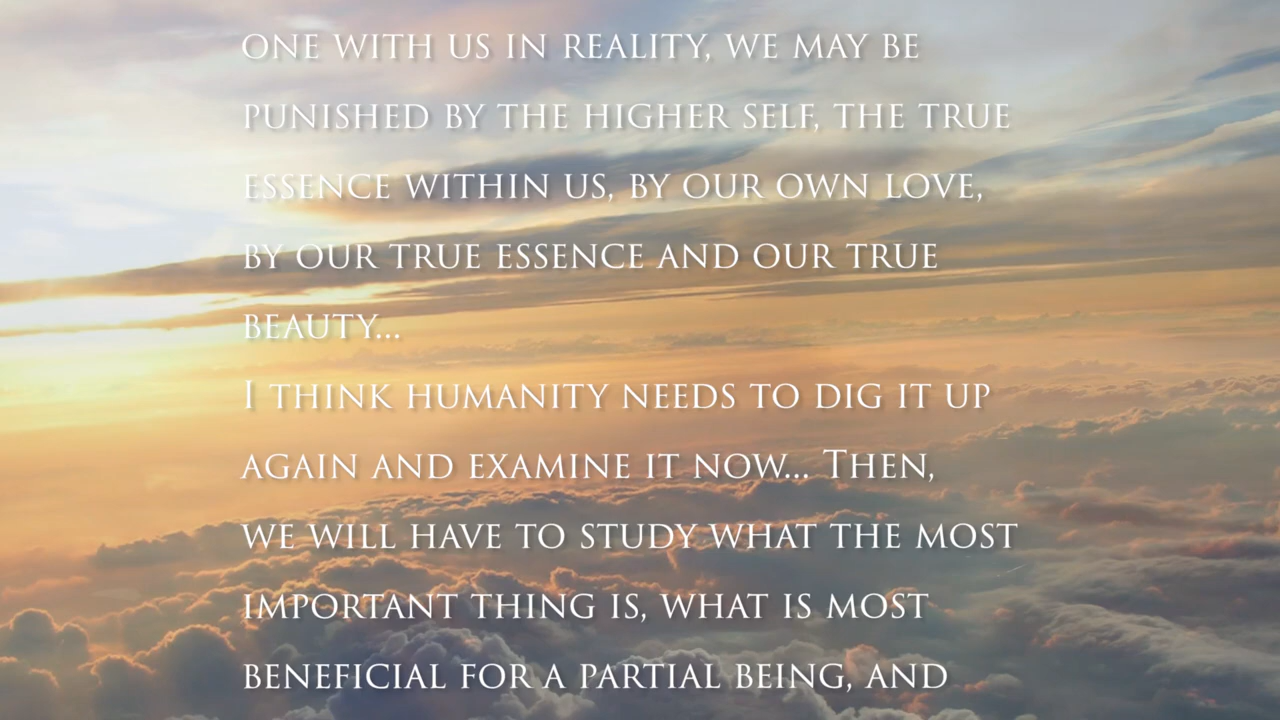 ONE WITH US IN REALITY, WE MAY BE
PUNISHED BY THE HIGHER SELF, THE TRUE
ESSENCE WITHIN US, BY OUR OWN LOVE,
BY OUR TRUE ESSENCE AND OUR TRUE
BEAUTY...
I THINK HUMANITY NEEDS TO DIG IT UP
AGAIN AND EXAMINE IT NOW... THEN,
WE WILL HAVE TO STUDY WHAT THE MOST
IMPORTANT THING IS, WHAT IS MOST
BENEFICIAL FOR A PARTIAL BEING, AND